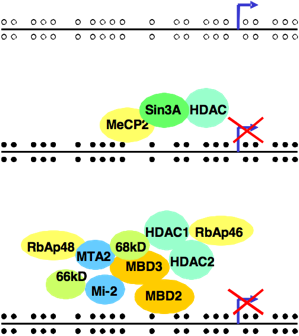 Sin3A HDAC
MeCP2
HDAC1 RbAp46
RbAp48 MTA2 68kD
MBD3 HDAC2
66kD Mi-2
MBD2